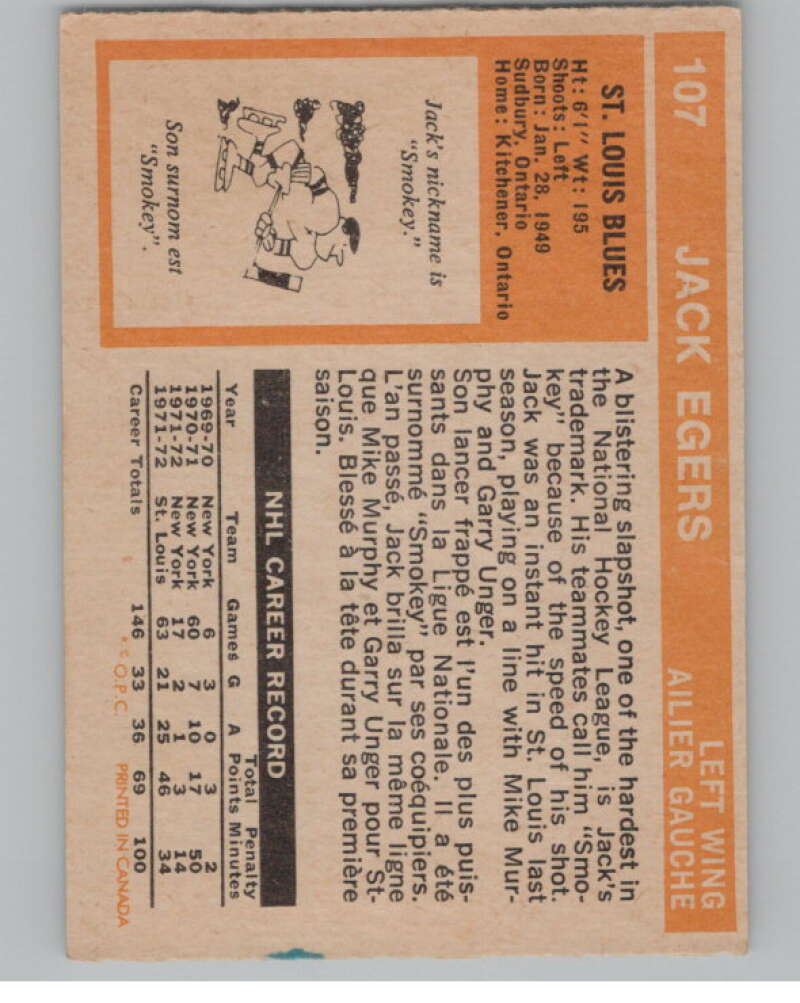 107 JACK EGERS LEFT WING
AILIER GAUCHE
ST. LOUIS BLUES
Ht: 6'1" Wt: 195
Shoots: Left
Born: Jan. 28, 1949
Sudbury, Ontario
Home: Kitchener, Ontario
Jack's nickname is
"Smokey."
Son surnom est
"Smokey".
A blistering slapshot, one of the hardest in
the National Hockey League, is Jack's
trademark. His teammates call him "Smo-
key" because of the speed of his shot.
Jack was an instant hit in St. Louis last
season, playing on a line with Mike Mur-
phy and Garry Unger.
Son lancer frappé est l'un des plus puis-
sants dans la Ligue Nationale. Il a été
surnommé "Smokey" par ses coéquipiers.
L'an passé, Jack brilla sur la même ligne
que Mike Murphy et Garry Unger pour St-
Louis. Blessé à la tête durant sa première
saison.
NHL CAREER RECORD
Total Penalty
Year Team Games G A Points Minutes
1969-70 New York 6 3 0 3 2
1970-71 New York 60 7 10 17 50
1971-72 New York 17 2 1 3 14
1971-72 St. Louis 63 21 25 46 34
Career Totals 146 33 36 69 100
O.P.C. PRINTED IN CANADA